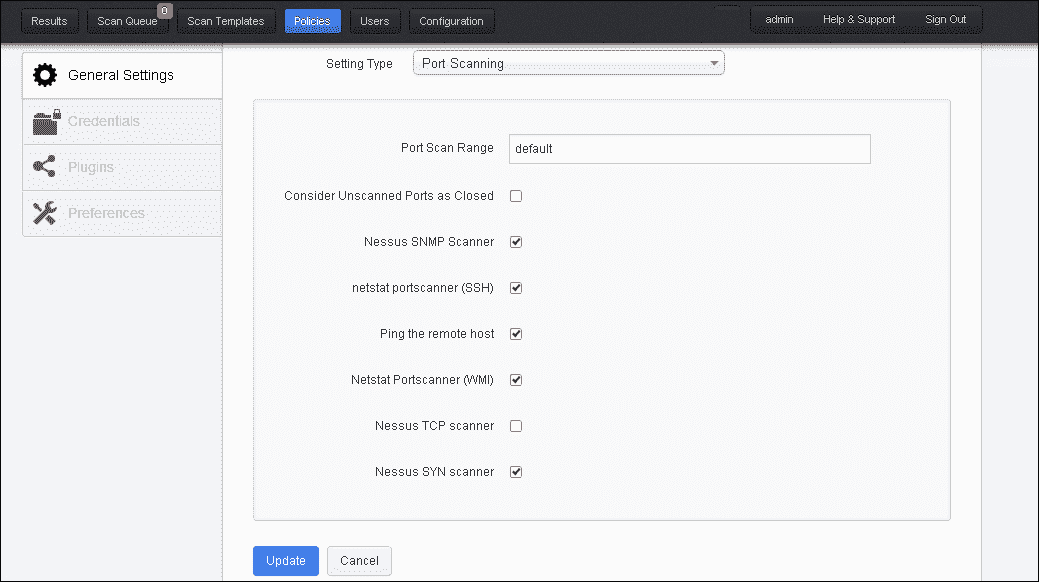 Results Scan Queue 0 Scan Templates Policies Users Configuration admin Help & Support Sign Out
General Settings
Credentials
Plugins
Preferences
Setting Type Port Scanning
Port Scan Range default
Consider Unscanned Ports as Closed
Nessus SNMP Scanner
netstat portscanner (SSH)
Ping the remote host
Netstat Portscanner (WMI)
Nessus TCP scanner
Nessus SYN scanner
Update Cancel